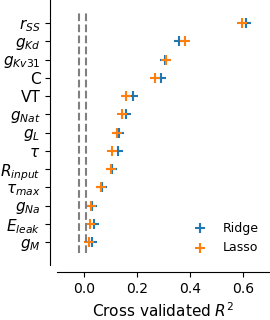 r_SS
g_Kd
g_Kv31
C
VT
g_Nat
g_L
τ
R_input
τ_max
g_Na
E_leak
g_M
Ridge
Lasso
0.0 0.2 0.4 0.6
Cross validated R²